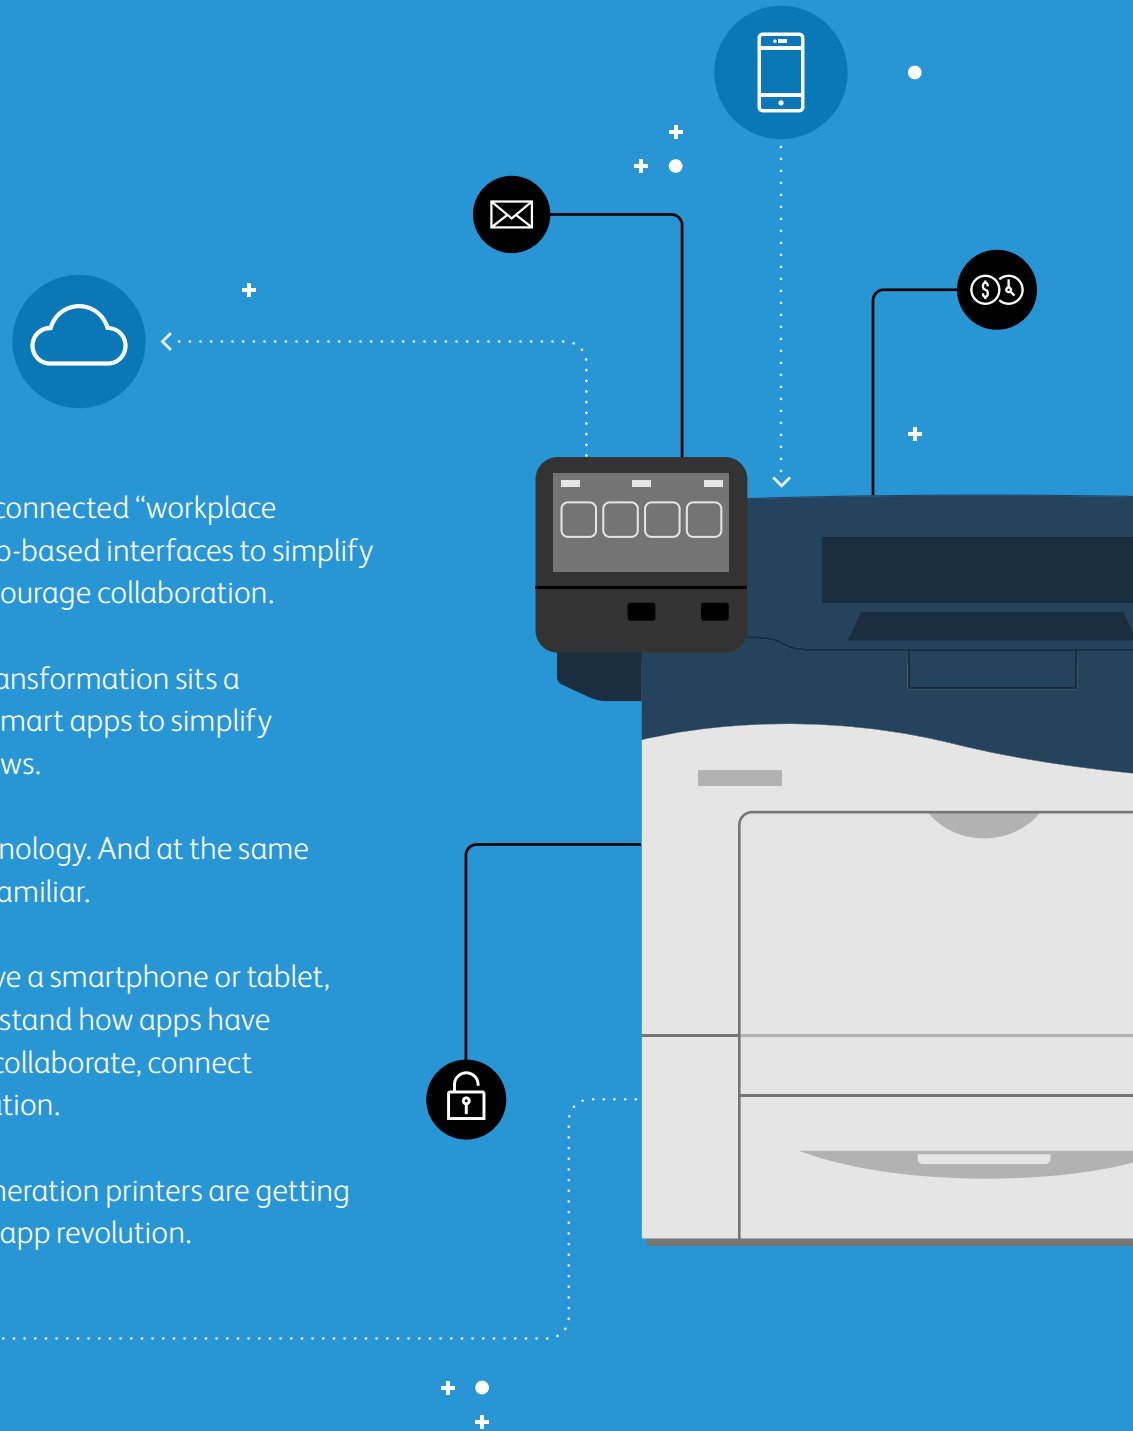 connected “workplace
-based interfaces to simplify
ourage collaboration.
ansformation sits a
mart apps to simplify
ws.
nology. And at the same
amiliar.
ve a smartphone or tablet,
stand how apps have
collaborate, connect
ation.
neration printers are getting
app revolution.